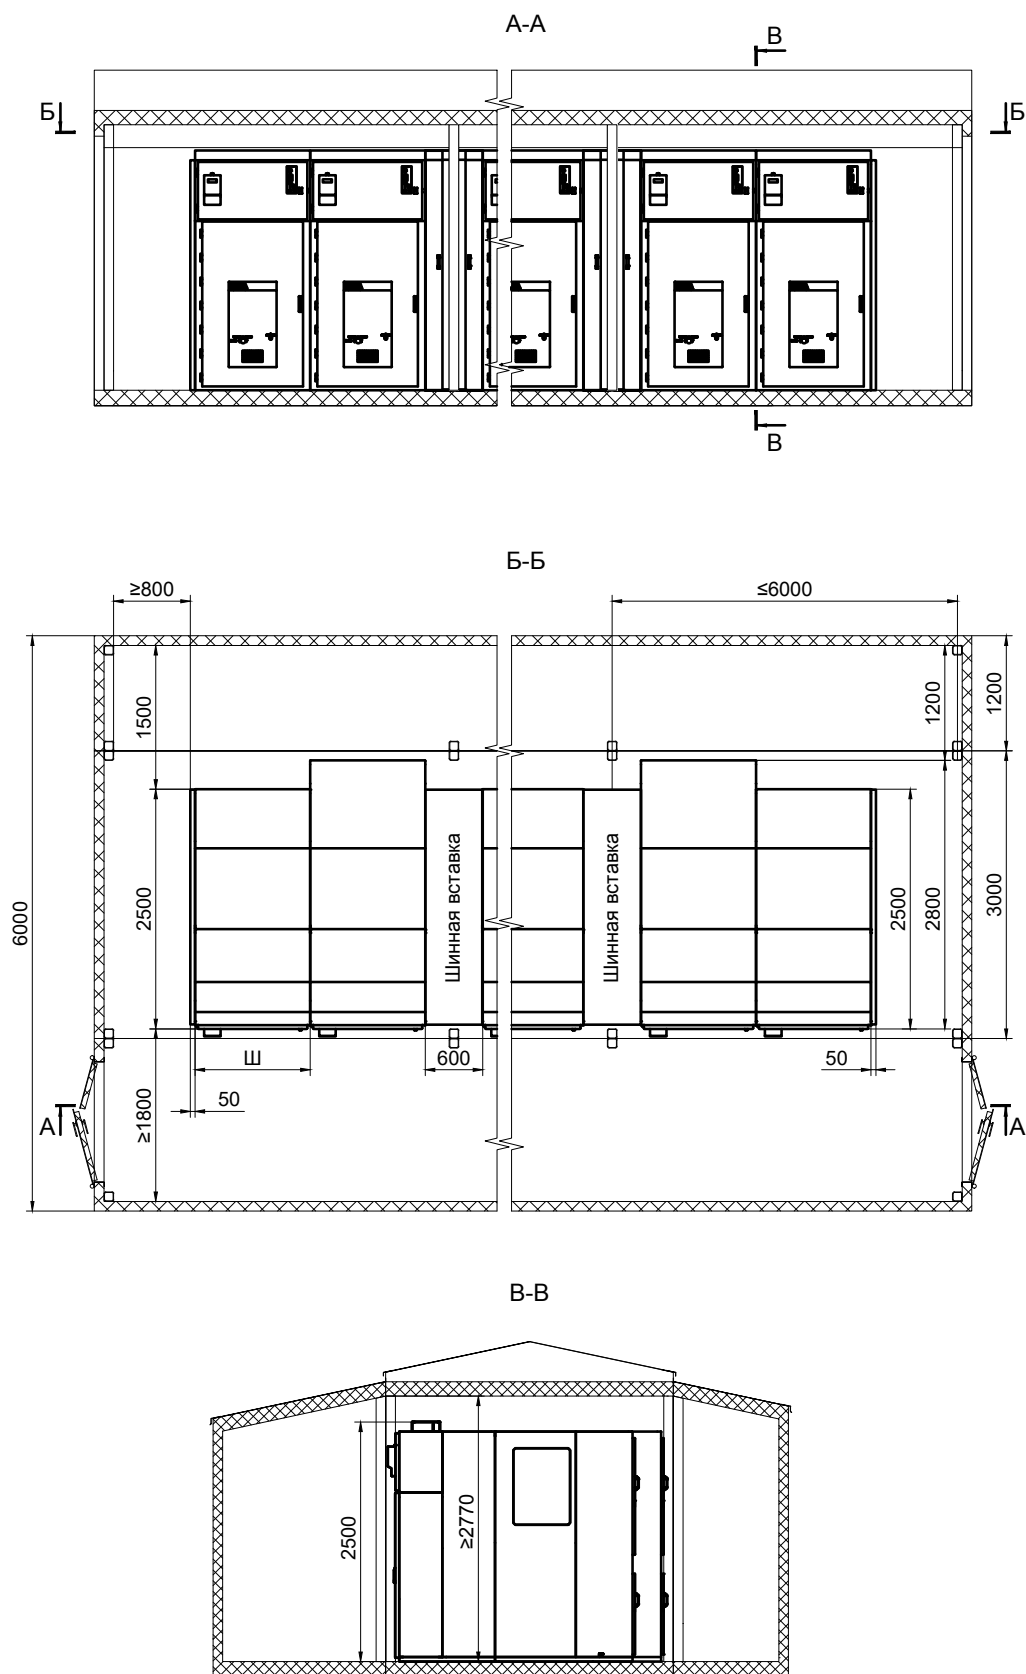 А-А
В
Б
Б
В
Б-Б
≥800
≤6000
1500
1200
1200
6000
2500
Шинная вставка
Шинная вставка
2500
2800
3000
Ш
600
50
50
≥1800
А
А
В-В
2500
≥2770